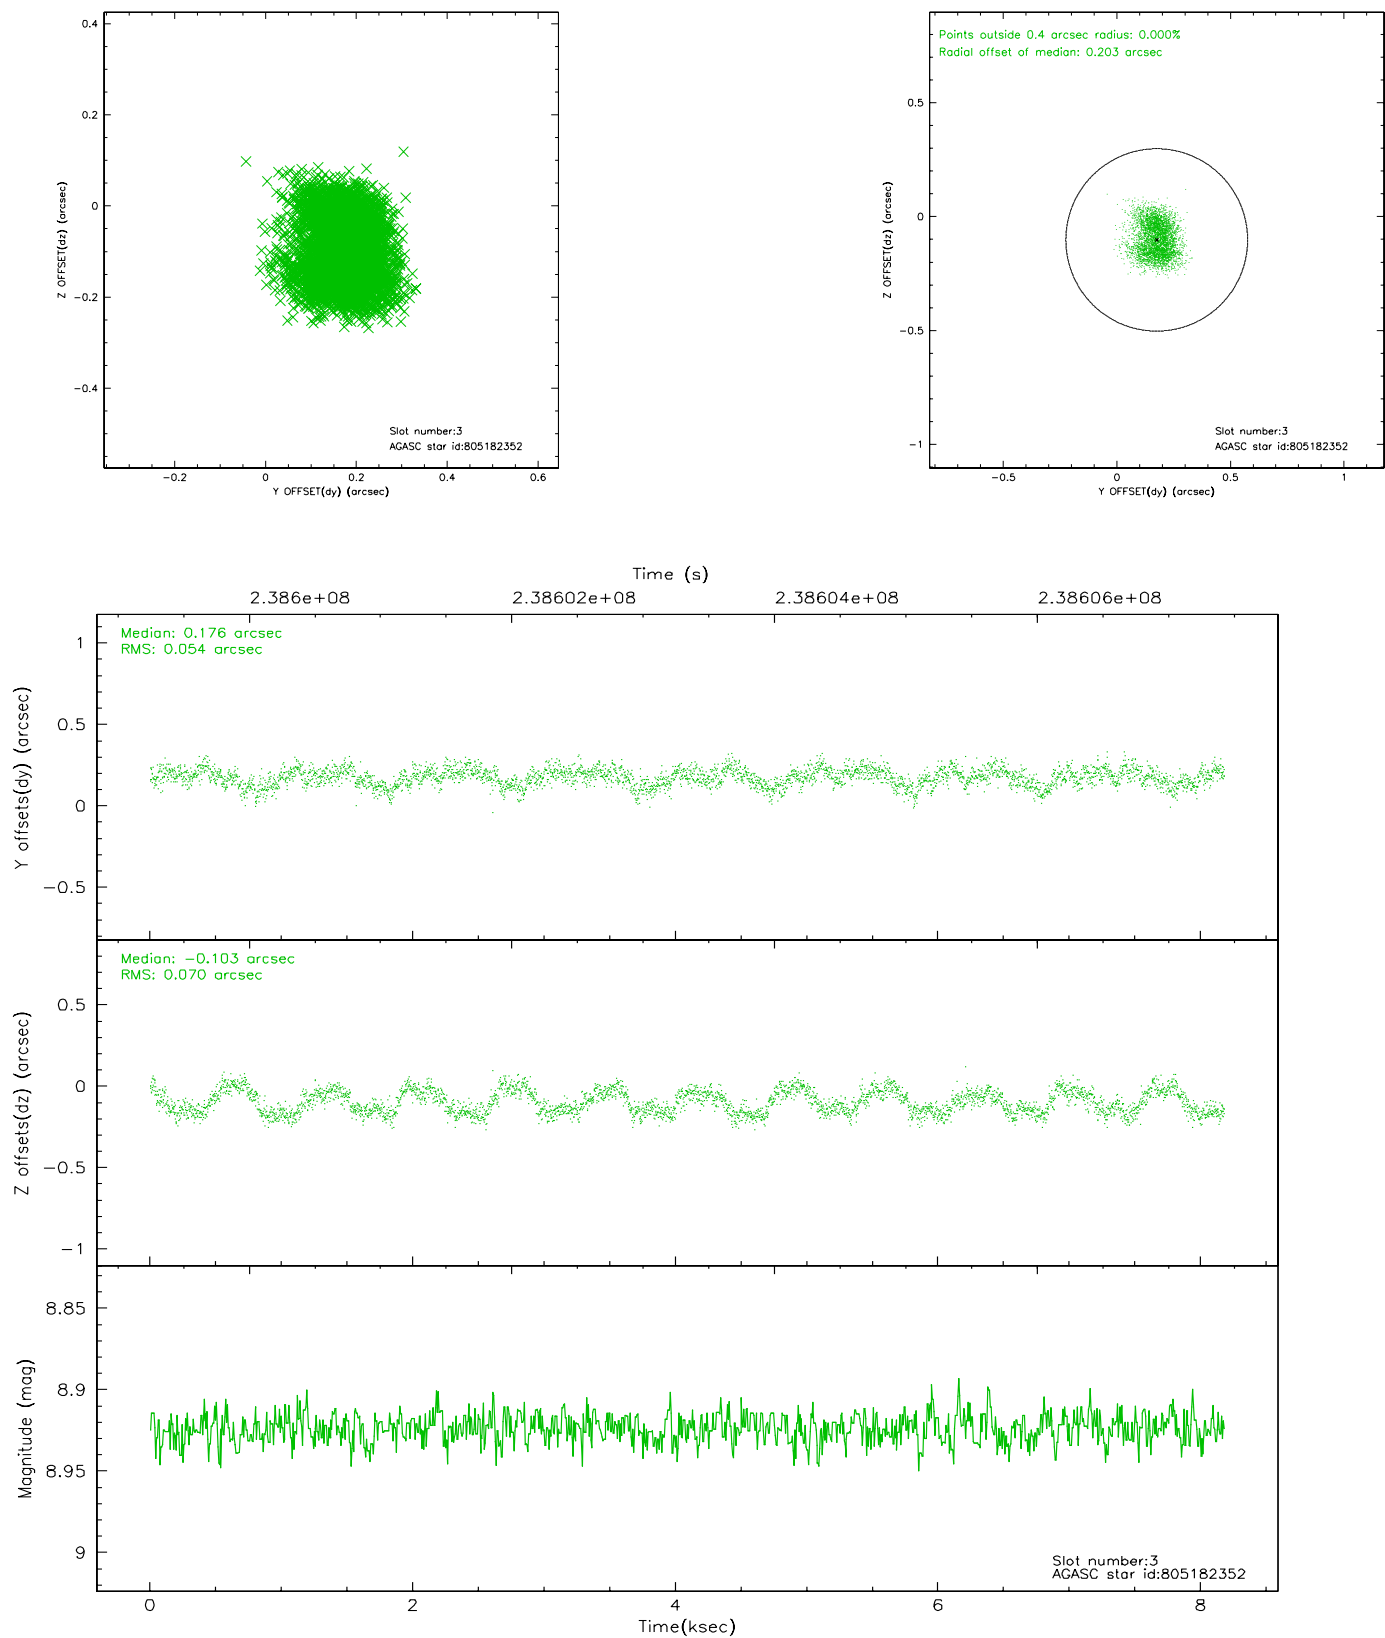 0.4
0.2
0
−0.2
−0.4
Z OFFSET(dz) (arcsec)
Slot number:3
AGASC star id:805182352
−0.2
0
0.2
0.4
0.6
Y OFFSET(dy) (arcsec)
Points outside 0.4 arcsec radius: 0.000%
Radial offset of median: 0.203 arcsec
0.5
0
−0.5
−1
Z OFFSET(dz) (arcsec)
Slot number:3
AGASC star id:805182352
−0.5
0
0.5
1
Y OFFSET(dy) (arcsec)
Time (s)
2.386e+08
2.38602e+08
2.38604e+08
2.38606e+08
Median: 0.176 arcsec
RMS: 0.054 arcsec
1
0.5
0
−0.5
Y offsets(dy) (arcsec)
Median: −0.103 arcsec
RMS: 0.070 arcsec
0.5
0
−0.5
−1
Z offsets(dz) (arcsec)
8.85
8.9
8.95
9
Magnitude (mag)
Slot number:3
AGASC star id:805182352
0
2
4
6
8
Time(ksec)